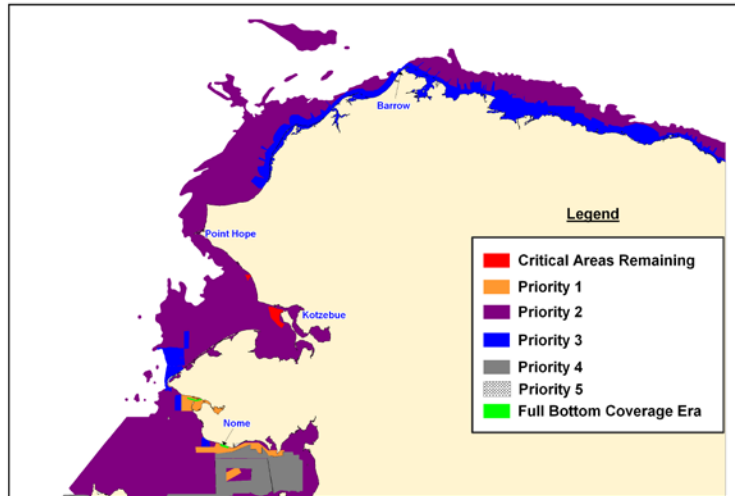 Barrow
Point Hope
Kotzebue
Nome
Legend
Critical Areas Remaining
Priority 1
Priority 2
Priority 3
Priority 4
Priority 5
Full Bottom Coverage Era